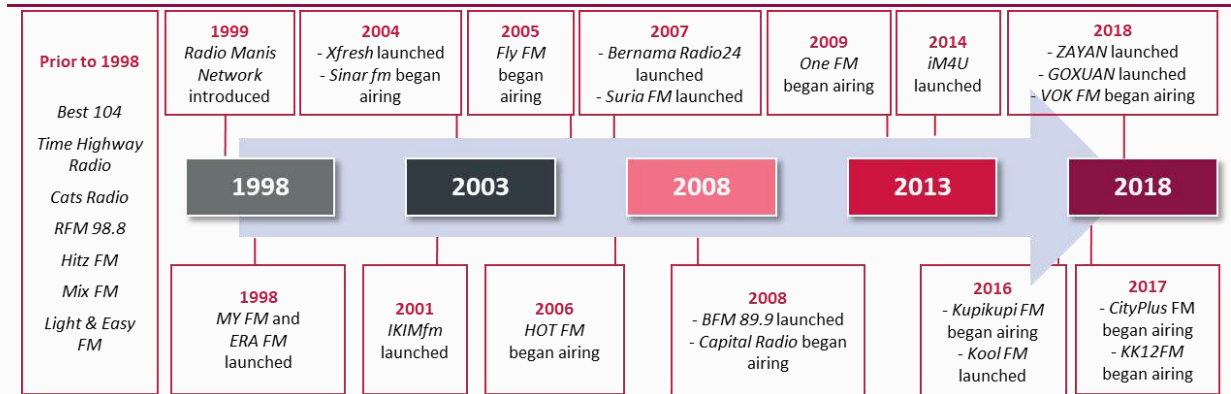 Prior to 1998
Best 104
Time Highway
Radio
Cats Radio
RFM 98.8
Hitz FM
Mix FM
Light & Easy
FM
1999
Radio Manis
Network
introduced
2004
- Xfresh launched
- Sinar fm began
airing
2005
Fly FM
began
airing
2007
- Bernama Radio24
launched
- Suria FM launched
2009
One FM
began airing
2014
iM4U
launched
2018
- ZAYAN launched
- GOXUAN launched
- VOK FM began airing
1998
2003
2008
2013
2018
1998
MY FM and
ERA FM
launched
2001
IKIMfm
launched
2006
HOT FM
began airing
2008
- BFM 89.9 launched
- Capital Radio began
airing
2016
- Kupikupi FM
began airing
- Kool FM
launched
2017
- CityPlus FM
began airing
- KK12FM
began airing